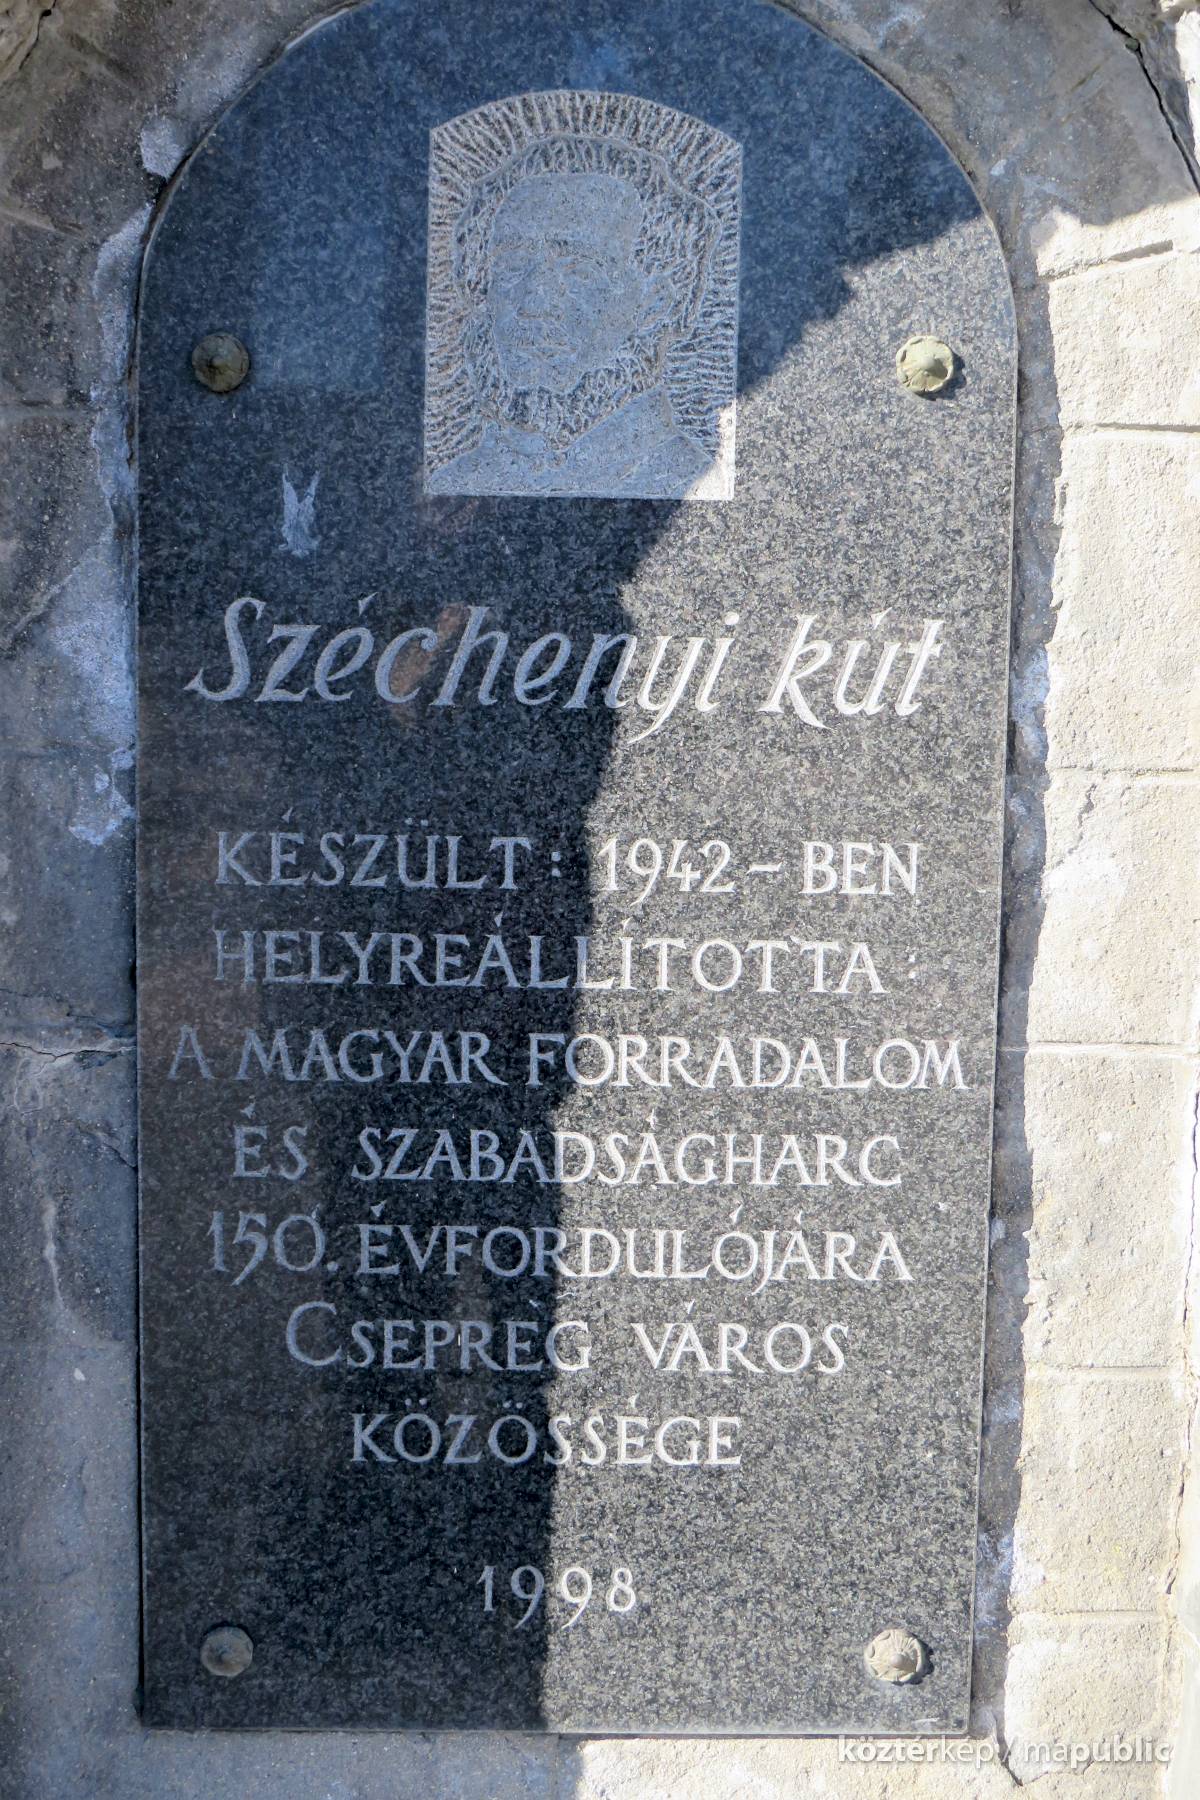 Széchenyi kút
KÉSZÜLT: 1942-BEN
HELYREÁLLÍTOTTA:
A MAGYAR FORRADALOM
ÉS SZABADSÁGHARC
150. ÉVFORDULÓJÁRA
CSEPREG VÁROS
KÖZÖSSÉGE
1998
köztérkép / mapublic